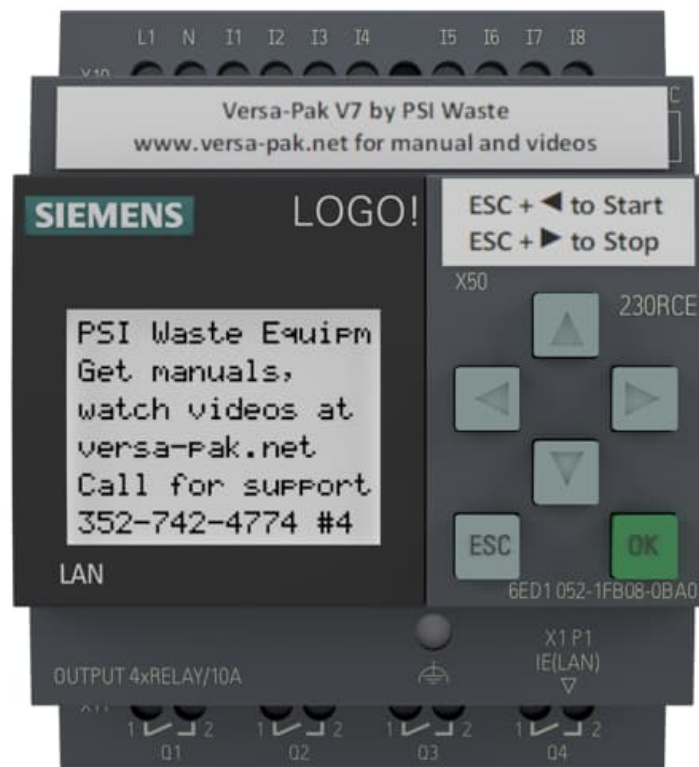 L1 N I1 I2 I3 I4 I5 I6 I7 I8
Versa-Pak V7 by PSI Waste
www.versa-pak.net for manual and videos
SIEMENS
LOGO!
ESC + ◄ to Start
ESC + ► to Stop
X50
230RCE
PSI Waste Equipm
Get manuals,
watch videos at
versa-pak.net
Call for support
352-742-4774 #4
ESC
OK
LAN
6ED1 052-1FB08-0BA0
X1 P1
IE(LAN)
OUTPUT 4xRELAY/10A
1 2 1 2 1 2 1 2
Q1 Q2 Q3 Q4